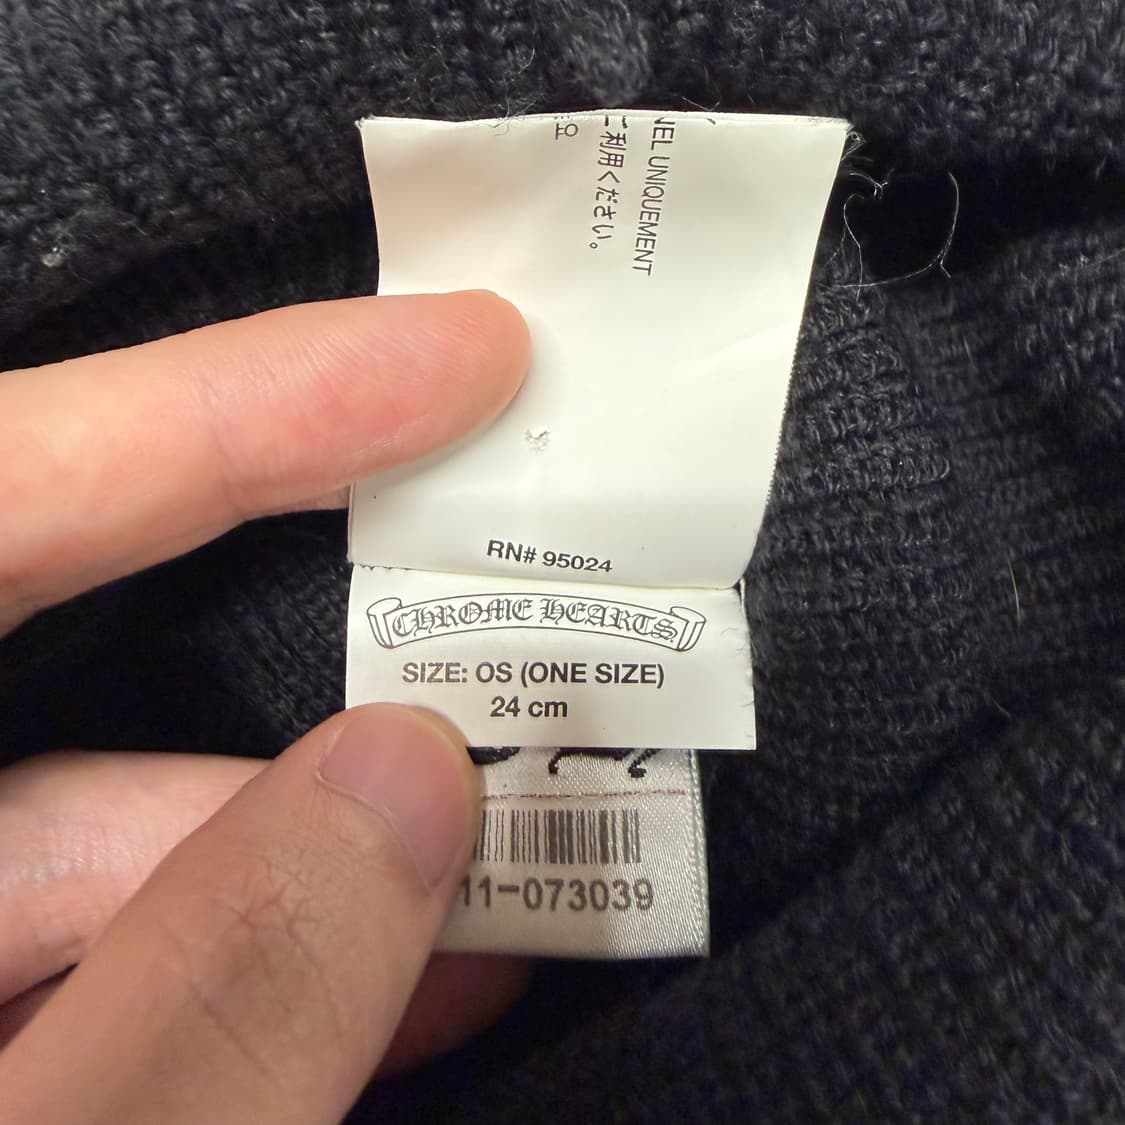 UNIQUEMENT
ご利用ください。
요
RN# 95024
CHROME HEARTS
SIZE: OS (ONE SIZE)
24 cm
11-073039